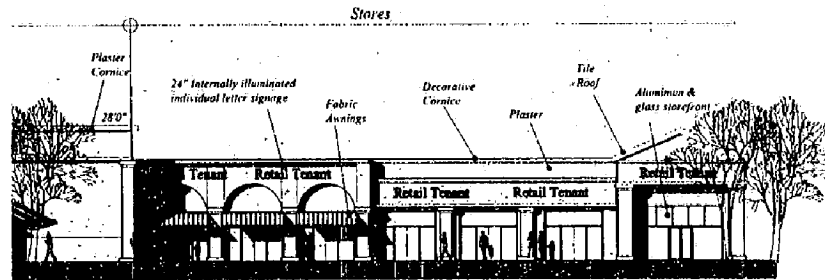 Stores
Plaster
Cornice
28'0"
24" Internally illuminated
individual letter signage
Fabric
Awnings
Decorative
Cornice
Plaster
Tile
Roof
Aluminum &
glass storefront
Tenant
Retail Tenant
Retail Tenant
Retail Tenant
Retail Tenant